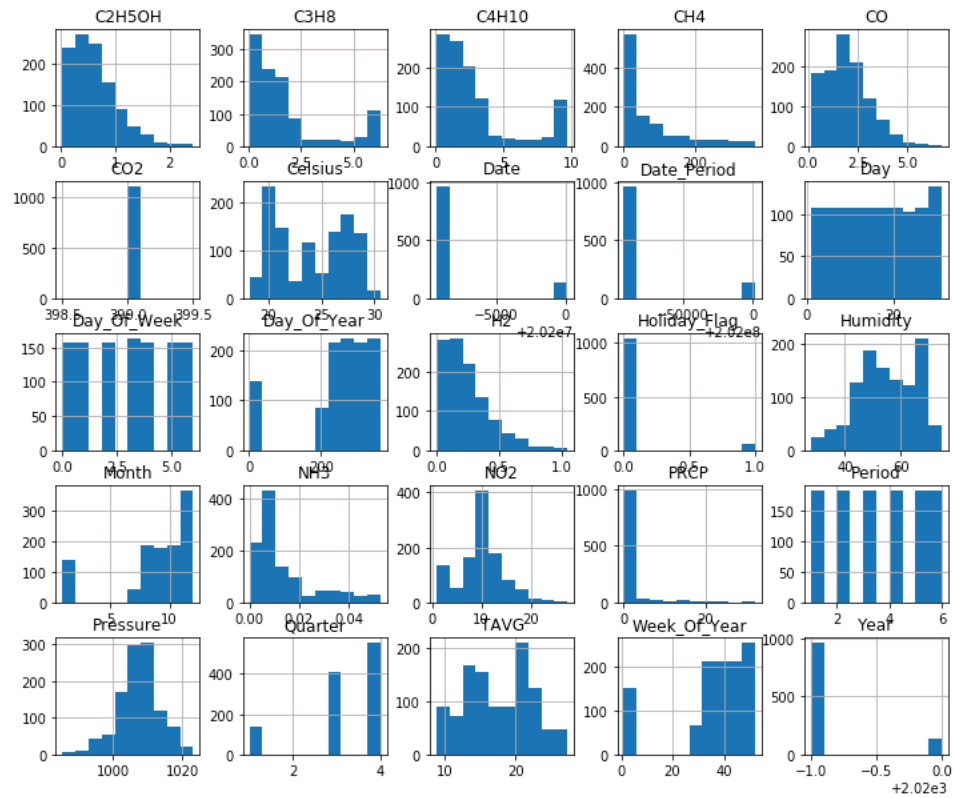 C2H5OH
200
100
0
0 1 2
C3H8
300
200
100
0
0.0 2.5 5.0
C4H10
200
100
0
0 5 10
CH4
400
200
0
0 200
CO
200
100
0
0.0 2.5 5.0
CO2
1000
500
0
398.5 399.0 399.5
Celsius
200
100
0
20 25 30
Date
1000
500
0
−5000 0
+2.02e7
Date_Period
1000
500
0
−50000 0
+2.02e8
Day
100
50
0
0 20
Day_Of_Week
150
100
50
0
0.0 2.5 5.0
Day_Of_Year
200
100
0
0 200
H2
200
100
0
0.0 0.5 1.0
Holiday_Flag
1000
500
0
0.0 0.5 1.0
Humidity
200
100
0
40 60
Month
300
200
100
0
5 10
NH3
400
200
0
0.00 0.02 0.04
NO2
400
200
0
10 20
PRCP
1000
500
0
0 20
Period
150
100
50
0
2 4 6
Pressure
300
200
100
0
1000 1020
Quarter
400
200
0
2 4
TAVG
200
100
0
10 20
Week_Of_Year
200
100
0
0 20 40
Year
1000
500
0
−1.0 −0.5 0.0
+2.02e3